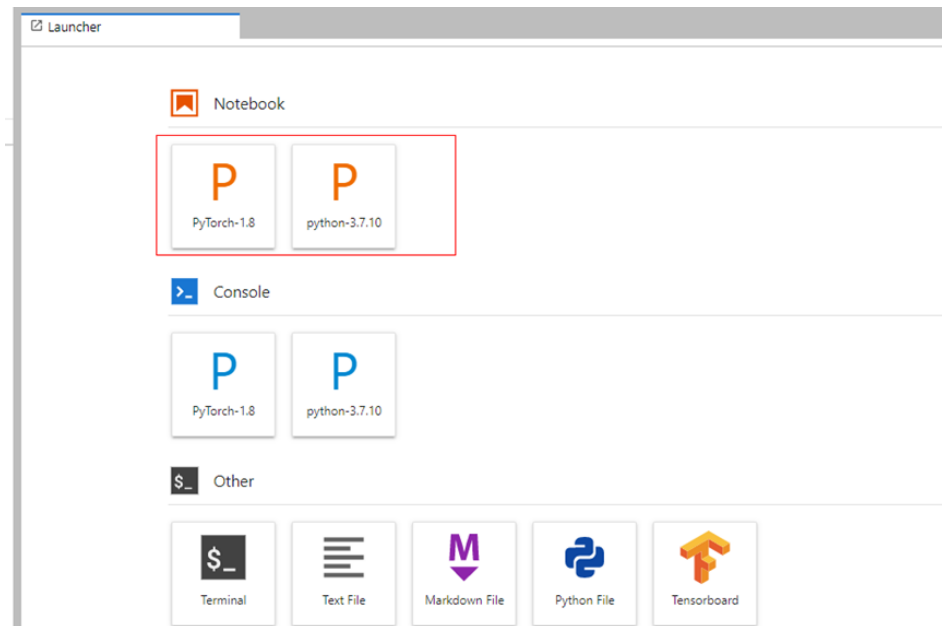 Launcher
Notebook
P P
PyTorch-1.8 python-3.7.10
Console
P P
PyTorch-1.8 python-3.7.10
$_ Other
$_ M
Terminal Text File Markdown File Python File Tensorboard